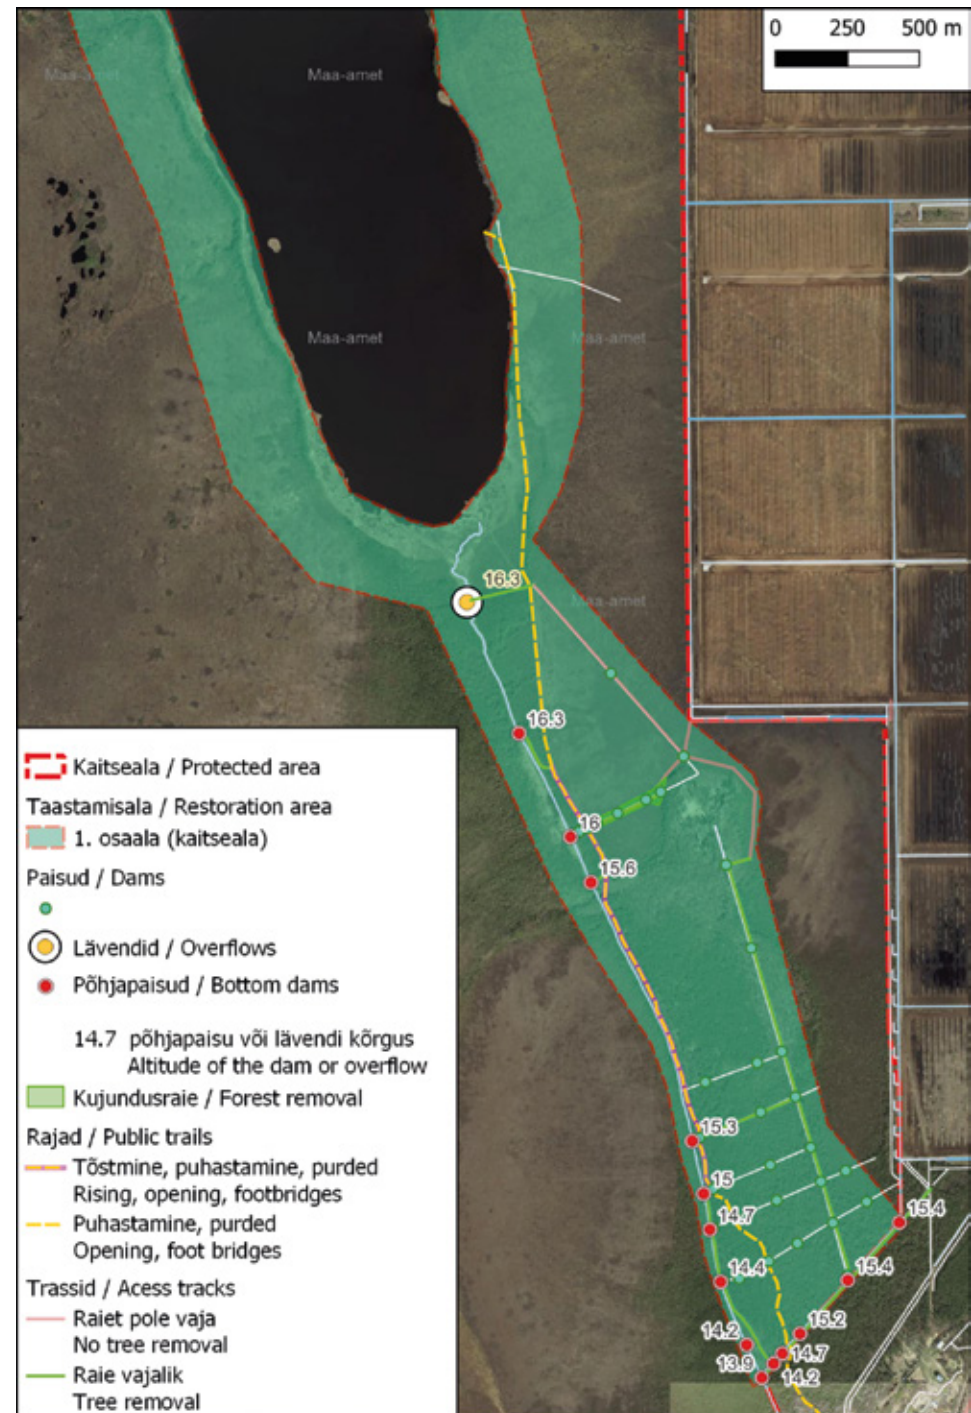 0 250 500 m
Maa-amet
Maa-amet
Maa-amet
Maa-amet
16.3
Maa-amet
16.3
16
15.6
15.3
15
14.7
14.4
15.4
15.4
15.2
14.2
14.7
13.9
14.2
Kaitseala / Protected area
Taastamisala / Restoration area
1. osaala (kaitseala)
Paisud / Dams
Lävendid / Overflows
Põhjapaisud / Bottom dams
14.7 põhjapaisu või lävendi kõrgus
Altitude of the dam or overflow
Kujundusraie / Forest removal
Rajad / Public trails
Tõstmine, puhastamine, purded
Rising, opening, footbridges
Puhastamine, purded
Opening, foot bridges
Trassid / Acess tracks
Raiet pole vaja
No tree removal
Raie vajalik
Tree removal